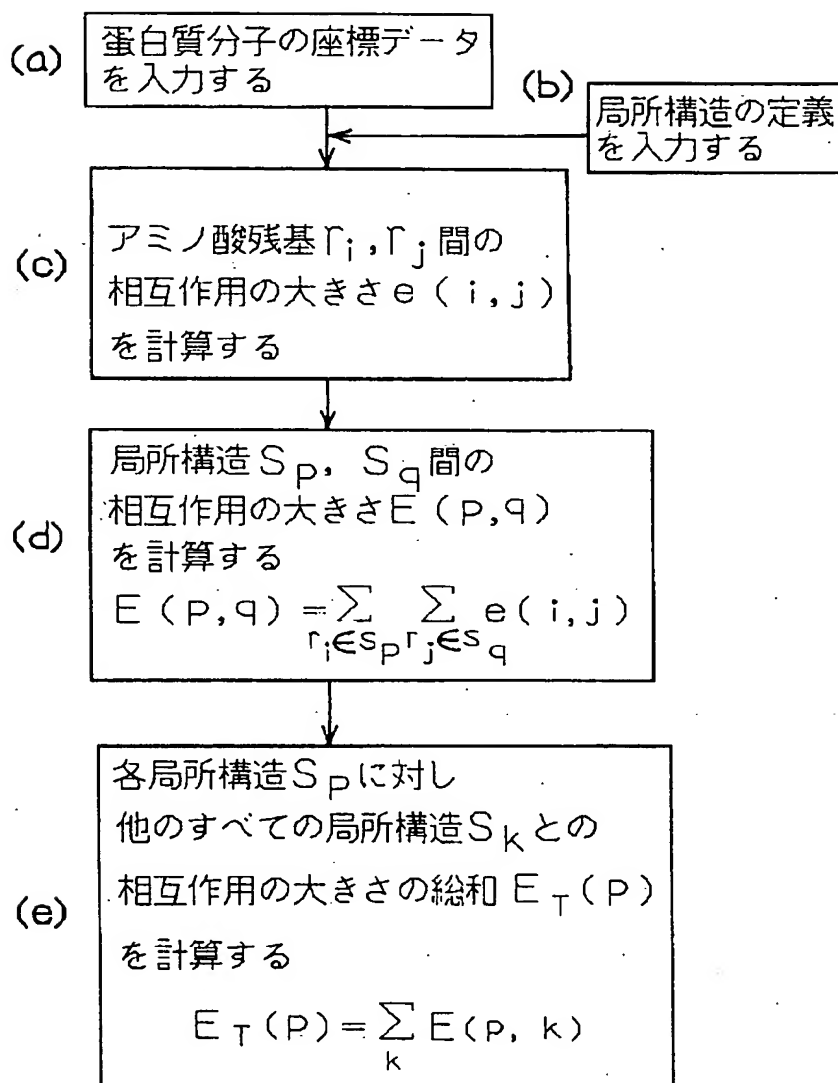 (a)
蛋白質分子の座標データ
を入力する
(b)
局所構造の定義
を入力する
(c)
アミノ酸残基 r_i, r_j 間の
相互作用の大きさ e ( i, j )
を計算する
(d)
局所構造 S_p, S_q 間の
相互作用の大きさ E ( p, q )
を計算する
E ( p, q ) = ∑ ∑ e ( i, j )
r_i∈S_p r_j∈S_q
(e)
各局所構造 S_p に対し
他のすべての局所構造 S_k との
相互作用の大きさの総和 E_T ( P )
を計算する
E_T ( P ) = ∑ E ( p, k )
k